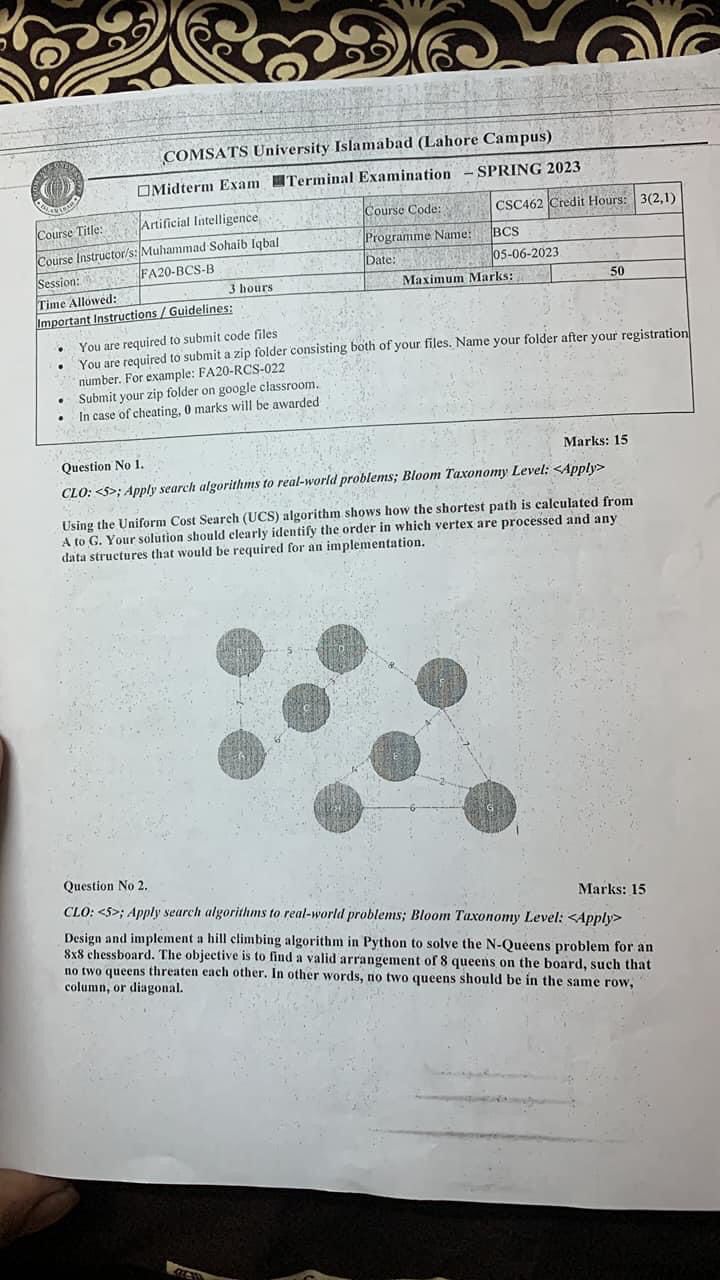 COMSATS University Islamabad (Lahore Campus)
☐Midterm Exam ■Terminal Examination – SPRING 2023
Course Title: Artificial Intelligence Course Code: CSC462 Credit Hours: 3(2,1)
Course Instructor/s: Muhammad Sohaib Iqbal Programme Name: BCS
Session: FA20-BCS-B Date: 05-06-2023
Time Allowed: 3 hours Maximum Marks: 50
Important Instructions / Guidelines:
• You are required to submit code files
• You are required to submit a zip folder consisting both of your files. Name your folder after your registration
number. For example: FA20-RCS-022
• Submit your zip folder on google classroom.
• In case of cheating, 0 marks will be awarded
Question No 1. Marks: 15
CLO: <5>; Apply search algorithms to real-world problems; Bloom Taxonomy Level: <Apply>
Using the Uniform Cost Search (UCS) algorithm shows how the shortest path is calculated from
A to G. Your solution should clearly identify the order in which vertex are processed and any
data structures that would be required for an implementation.
B 5 D
8
F
C
A
E
2
H 6 G
Question No 2. Marks: 15
CLO: <5>; Apply search algorithms to real-world problems; Bloom Taxonomy Level: <Apply>
Design and implement a hill climbing algorithm in Python to solve the N-Queens problem for an
8x8 chessboard. The objective is to find a valid arrangement of 8 queens on the board, such that
no two queens threaten each other. In other words, no two queens should be in the same row,
column, or diagonal.